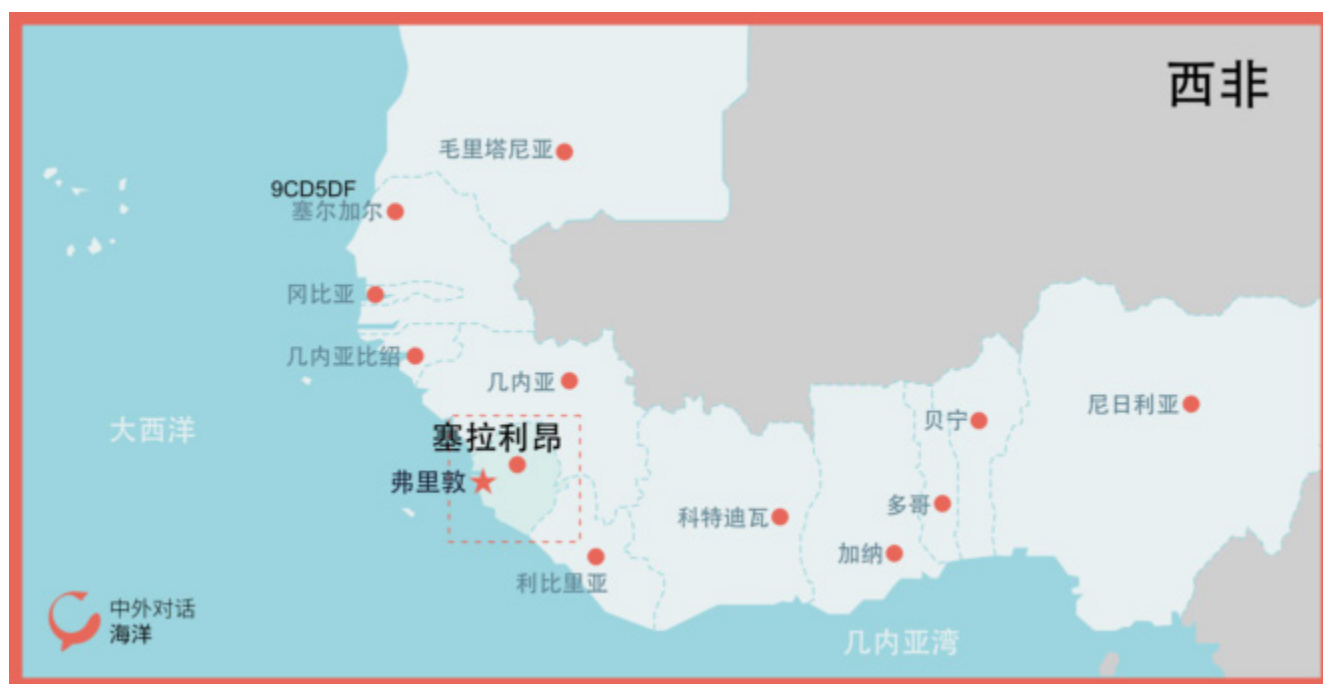 西非
毛里塔尼亚
9CD5DF
塞尔加尔
冈比亚
几内亚比绍
几内亚
尼日利亚
贝宁
大西洋
塞拉利昂
弗里敦
多哥
科特迪瓦
加纳
利比里亚
中外对话
海洋
几内亚湾